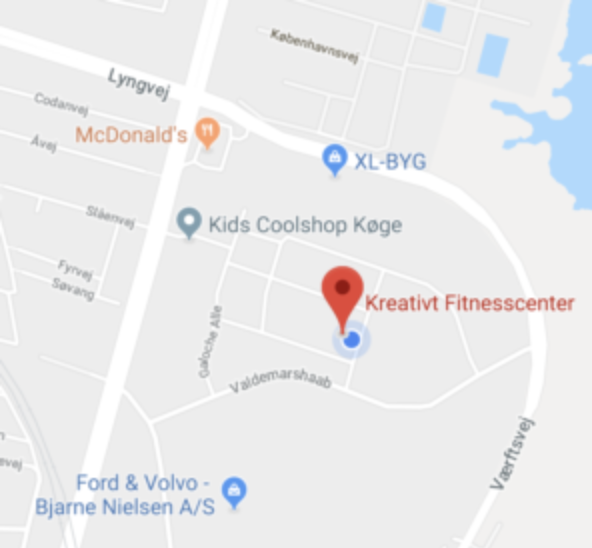 Københavnsvej
Lyngvej
Codanvej
McDonald's
Åvej
XL-BYG
Slåenvej
Kids Coolshop Køge
Fyrvej
Søvang
Kreativt Fitnesscenter
Galoche Alle
Valdemarshaab
Værftsvej
Ford & Volvo -
Bjarne Nielsen A/S